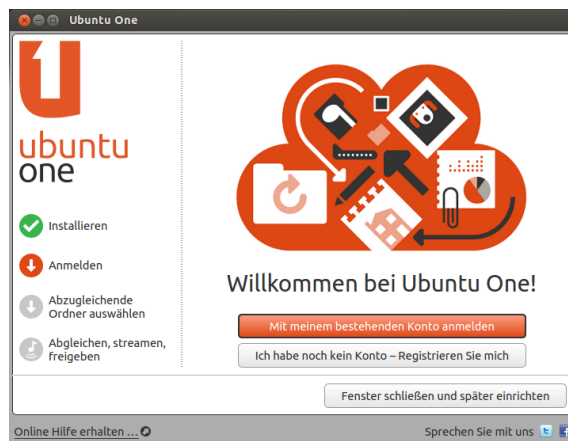 Ubuntu One
ubuntu
one
Installieren
Anmelden
Abzugleichende
Ordner auswählen
Abgleichen, streamen,
freigeben
Willkommen bei Ubuntu One!
Mit meinem bestehenden Konto anmelden
Ich habe noch kein Konto – Registrieren Sie mich
Fenster schließen und später einrichten
Online Hilfe erhalten ...
Sprechen Sie mit uns